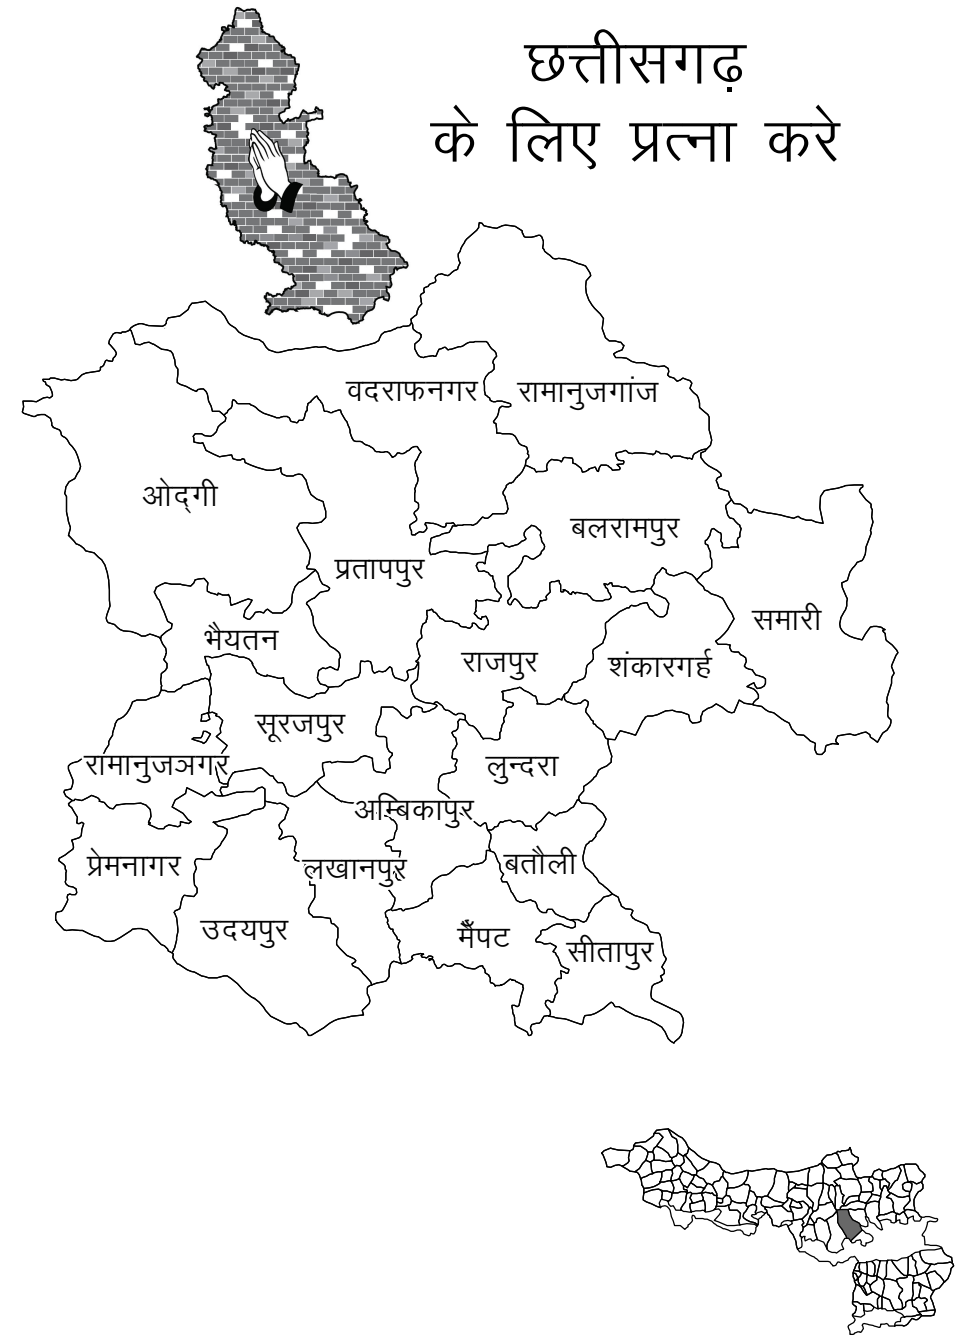 छत्तीसगढ़
के लिए प्रत्ना करे
वदराफनगर
रामानुजगांज
ओद्गी
बलरामपुर
प्रतापपुर
समारी
भैयतन
राजपुर
शंकारगर्ह
सूरजपुर
रामानुजञगर
लुन्दरा
अम्बिकापुर
प्रेमनागर
लखानपुर
बतौली
उदयपुर
सीतापुर